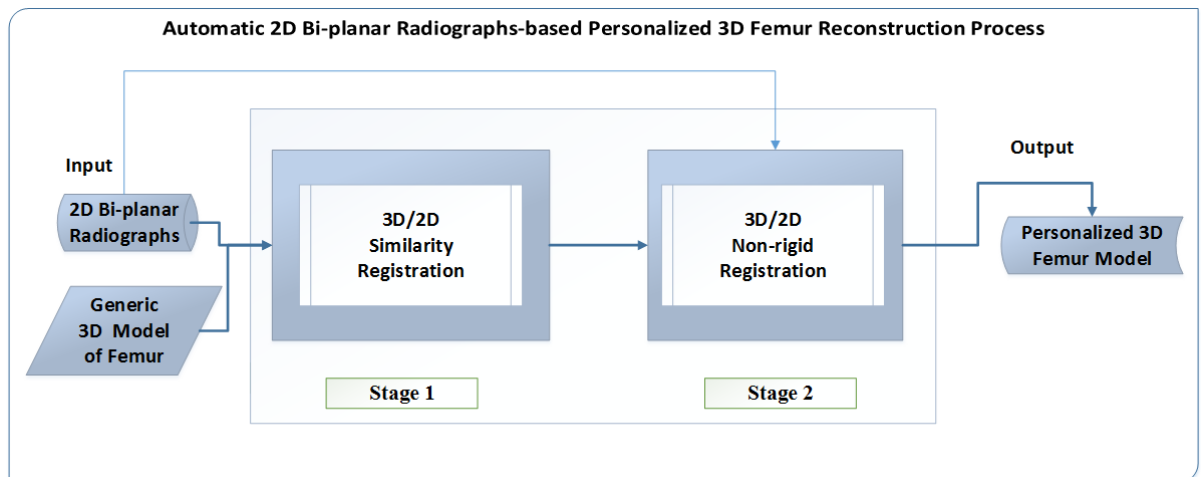 Automatic 2D Bi-planar Radiographs-based Personalized 3D Femur Reconstruction Process
Input
2D Bi-planar
Radiographs
Generic
3D Model
of Femur
3D/2D
Similarity
Registration
Stage 1
3D/2D
Non-rigid
Registration
Stage 2
Output
Personalized 3D
Femur Model